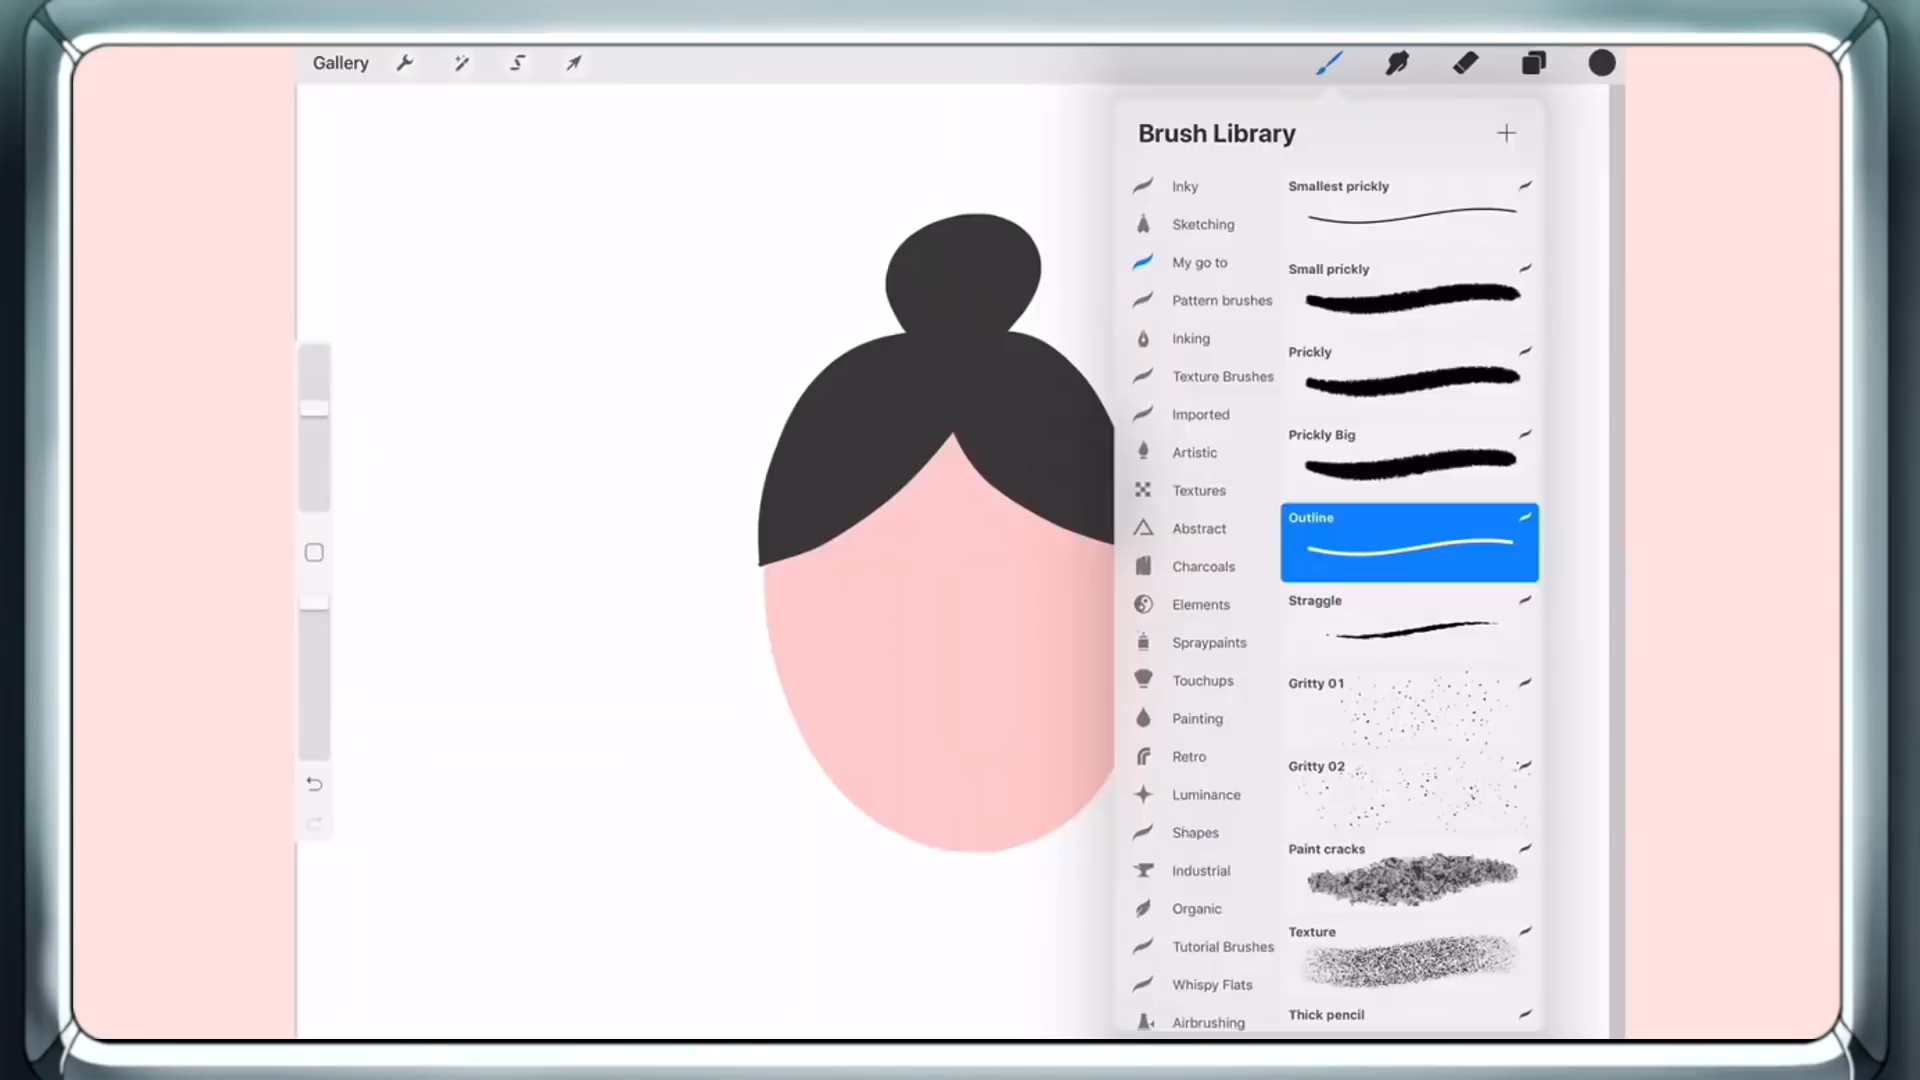 Gallery
Brush Library
Inky
Sketching
My go to
Pattern brushes
Inking
Texture Brushes
Imported
Artistic
Textures
Abstract
Charcoals
Elements
Spraypaints
Touchups
Painting
Retro
Luminance
Shapes
Industrial
Organic
Tutorial Brushes
Whispy Flats
Airbrushing
Smallest prickly
Small prickly
Prickly
Prickly Big
Outline
Straggle
Gritty 01
Gritty 02
Paint cracks
Texture
Thick pencil